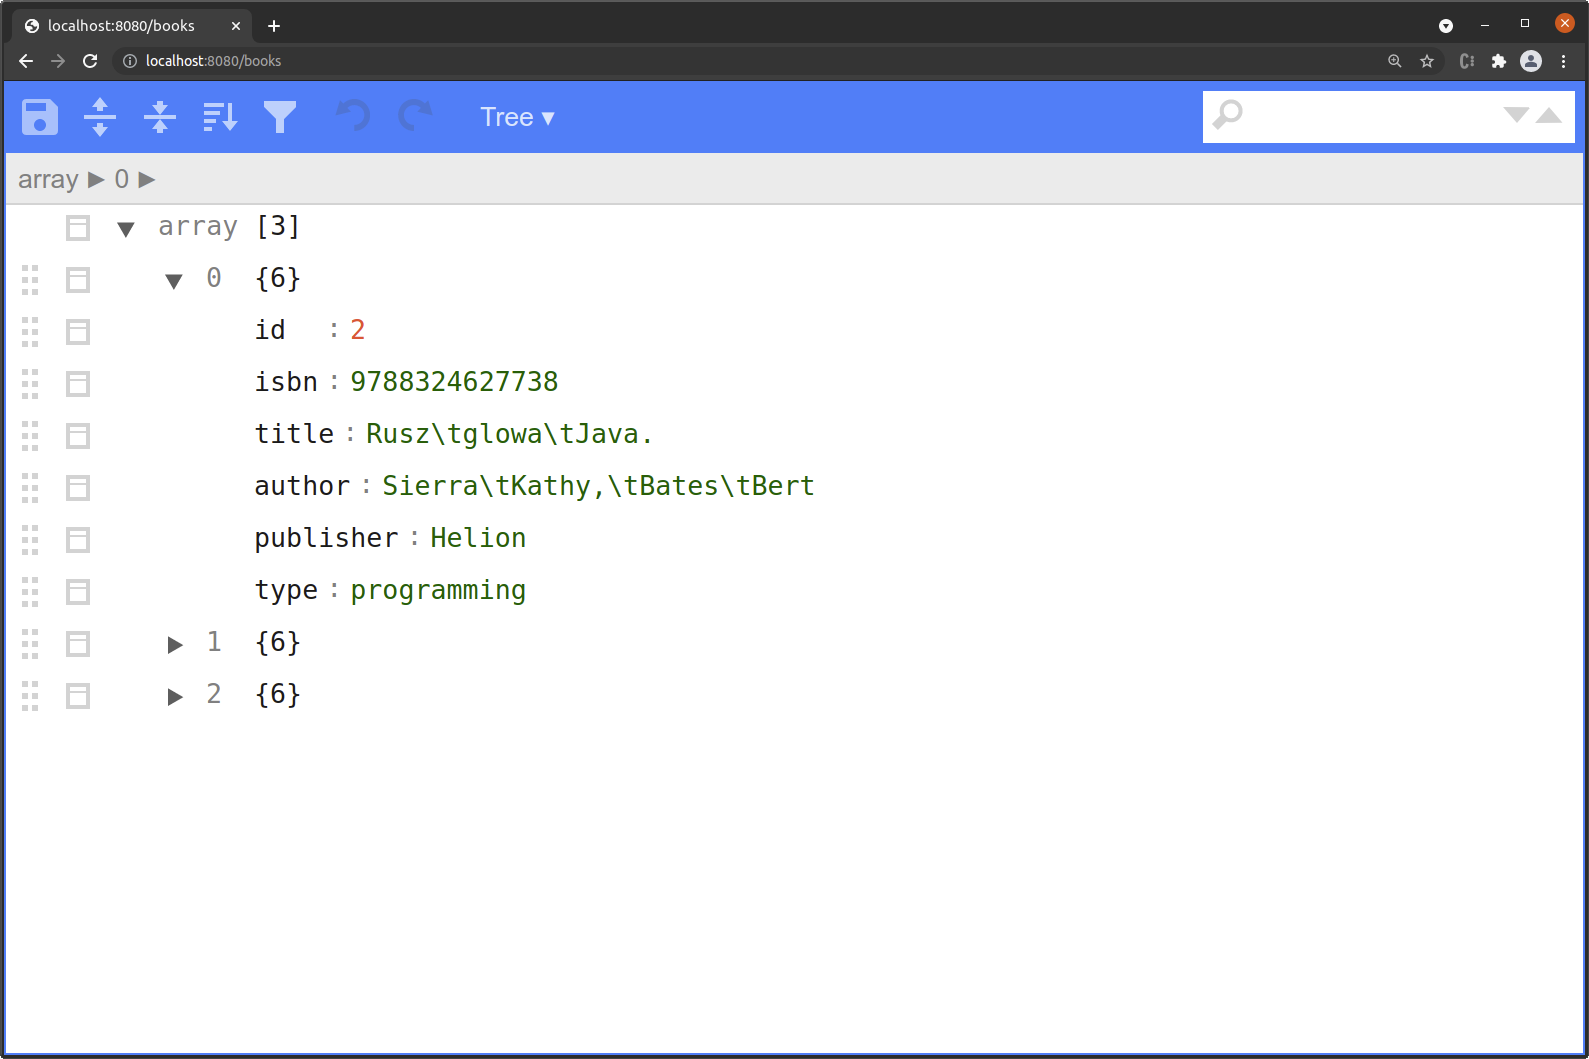 localhost:8080/books
localhost:8080/books
Tree ▾
array ▶ 0 ▶
array [3]
0 {6}
id : 2
isbn : 9788324627738
title : Rusz\tglowa\tJava.
author : Sierra\tKathy,\tBates\tBert
publisher : Helion
type : programming
1 {6}
2 {6}